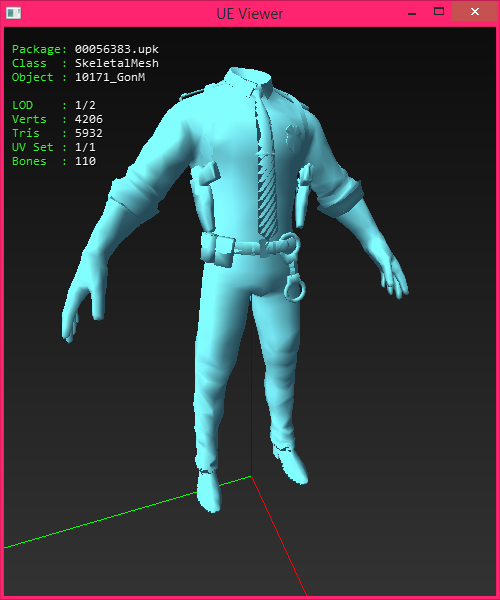 UE Viewer
Package: 00056383.upk
Class : SkeletalMesh
Object : 10171_GonM
LOD : 1/2
Verts : 4206
Tris : 5932
UV Set : 1/1
Bones : 110